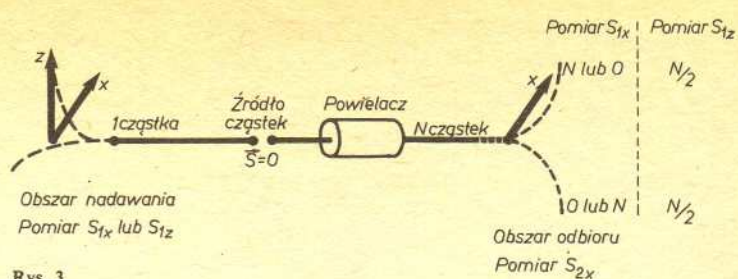 Pomiar S₁ₓ | Pomiar S₁z
z
x
x
N lub O
N/2
Źródło
cząstek
Powielacz
1cząstka
N cząstek
S⃗=0
Obszar nadawania
Pomiar S₁ₓ lub S₁z
O lub N
N/2
Obszar odbioru
Pomiar S₂ₓ
Rys. 3